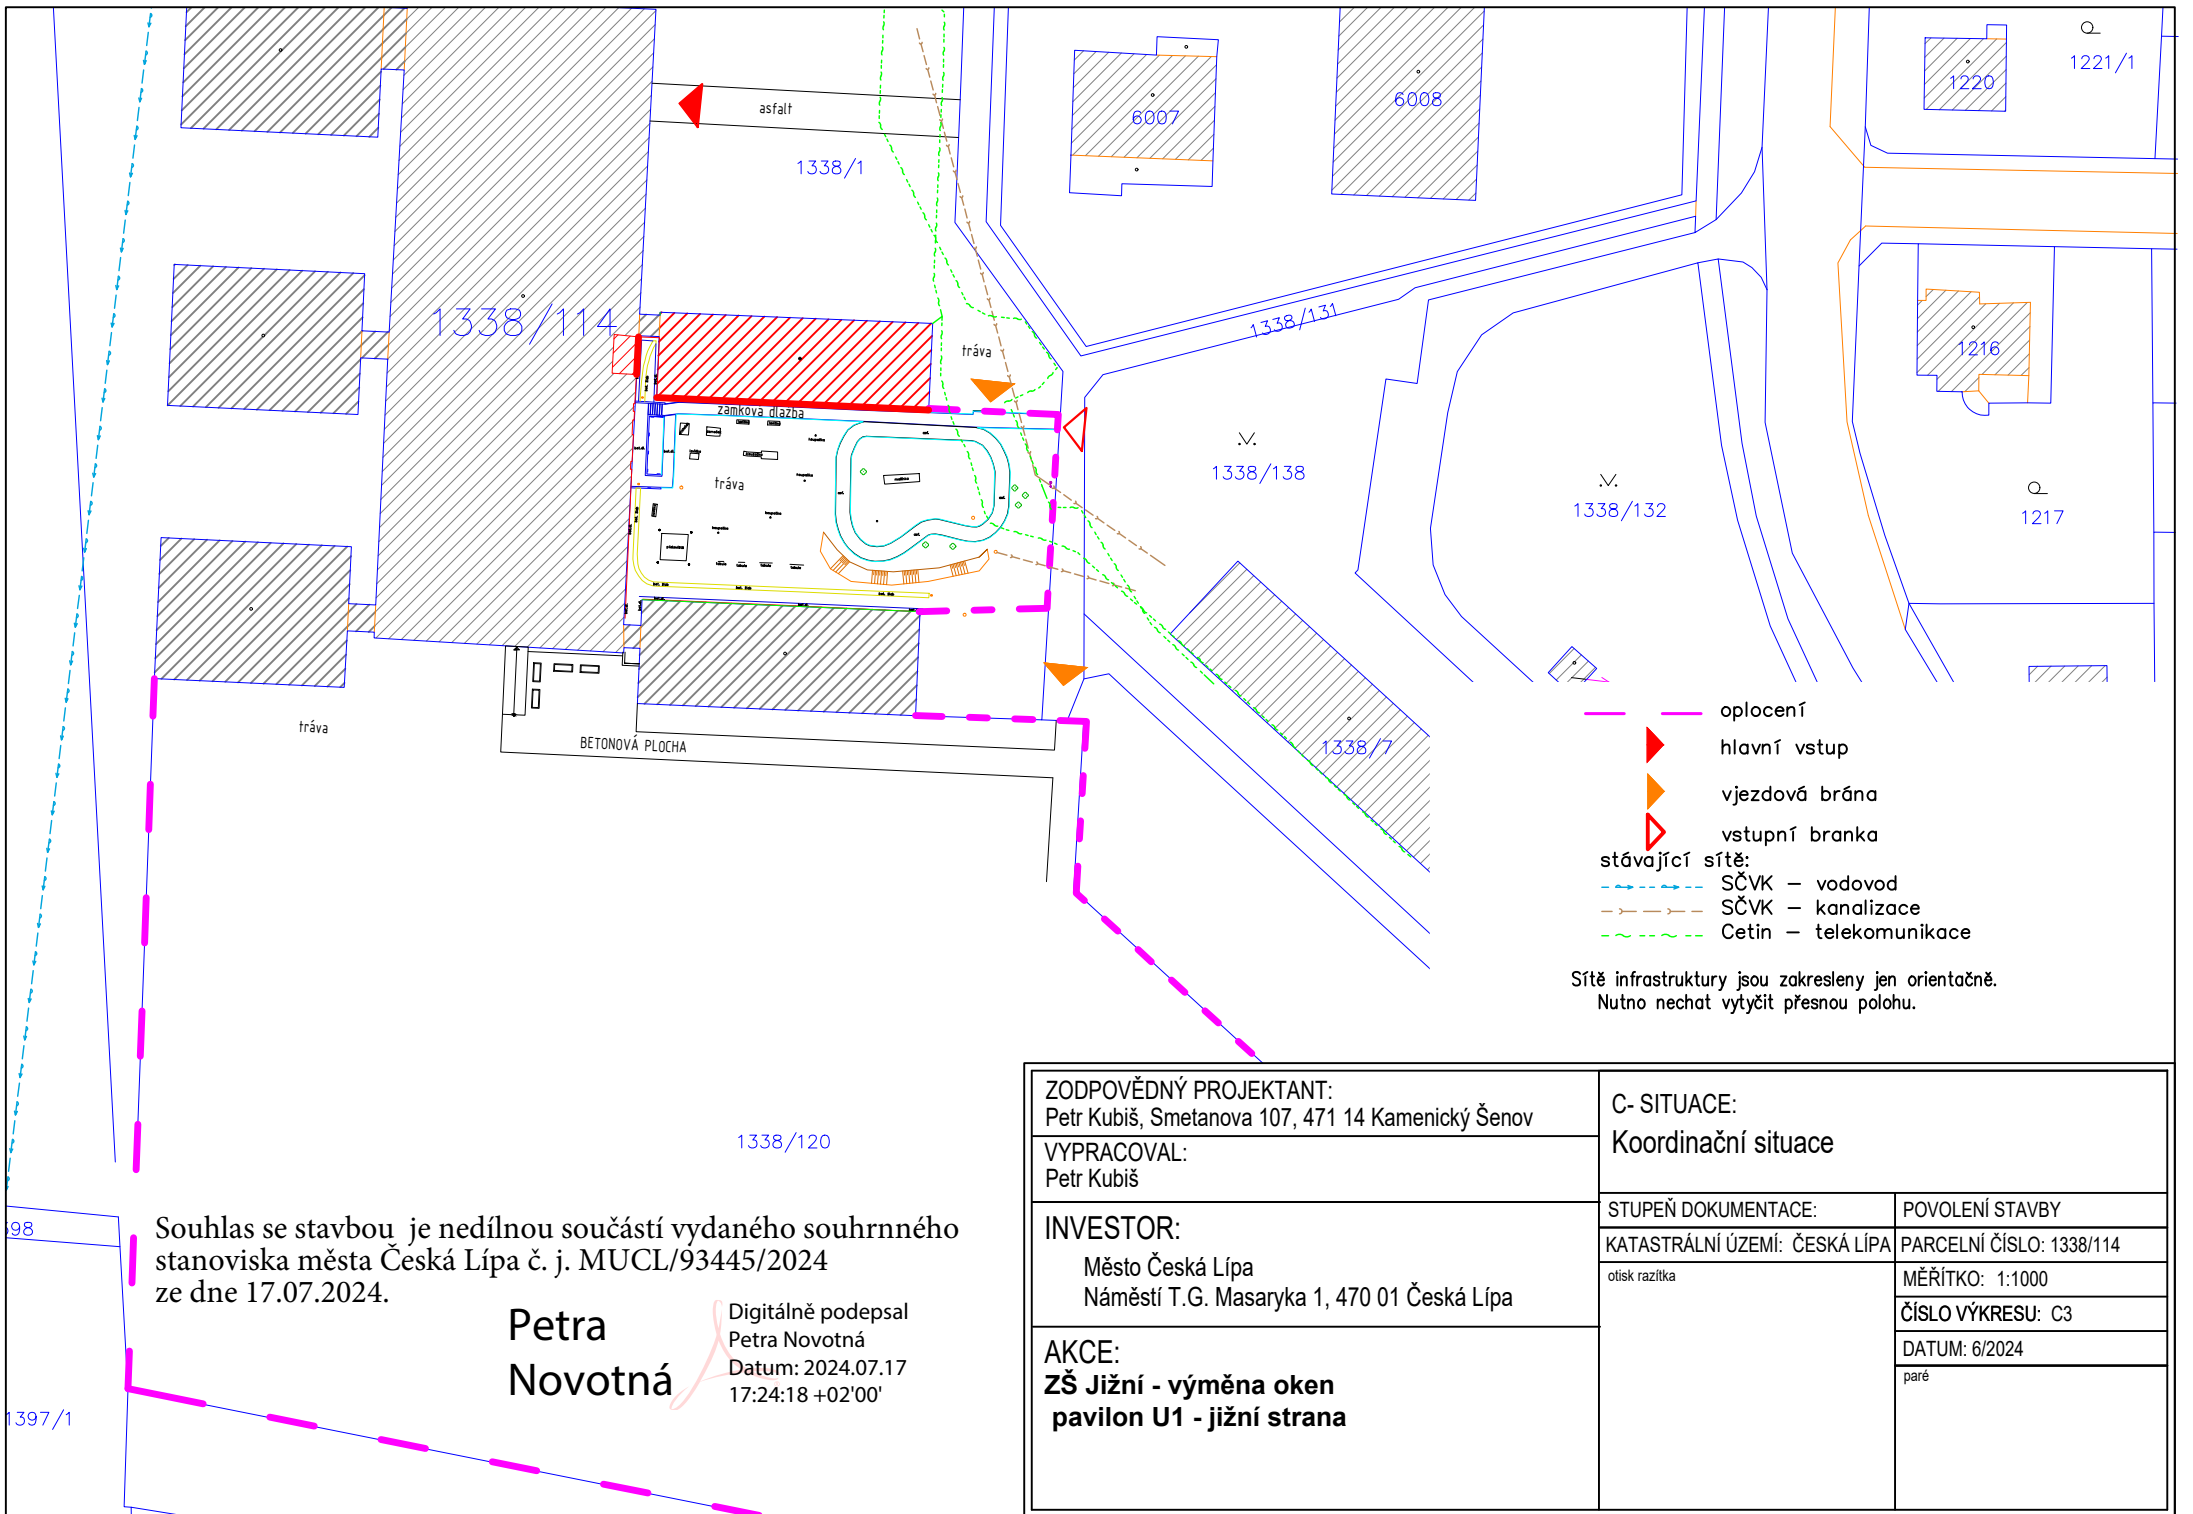 asfalt
1338/1
6007
6008
1220
1221/1
1338/114
tráva
1338/131
1216
zámková dlažba
tráva
1338/138
1338/132
1217
tráva
BETONOVÁ PLOCHA
1338/7
oplocení
hlavní vstup
vjezdová brána
vstupní branka
stávající sítě:
SČVK – vodovod
SČVK – kanalizace
Cetin – telekomunikace
Sítě infrastruktury jsou zakresleny jen orientačně.
Nutno nechat vytyčit přesnou polohu.
1338/120
598
1397/1
Souhlas se stavbou je nedílnou součástí vydaného souhrnného
stanoviska města Česká Lípa č. j. MUCL/93445/2024
ze dne 17.07.2024.
Petra
Novotná
Digitálně podepsal
Petra Novotná
Datum: 2024.07.17
17:24:18 +02'00'
ZODPOVĚDNÝ PROJEKTANT:
Petr Kubiš, Smetanova 107, 471 14 Kamenický Šenov
VYPRACOVAL:
Petr Kubiš
INVESTOR:
Město Česká Lípa
Náměstí T.G. Masaryka 1, 470 01 Česká Lípa
AKCE:
ZŠ Jižní - výměna oken
pavilon U1 - jižní strana
C- SITUACE:
Koordinační situace
STUPEŇ DOKUMENTACE: POVOLENÍ STAVBY
KATASTRÁLNÍ ÚZEMÍ: ČESKÁ LÍPA PARCELNÍ ČÍSLO: 1338/114
otisk razítka
MĚŘÍTKO: 1:1000
ČÍSLO VÝKRESU: C3
DATUM: 6/2024
paré